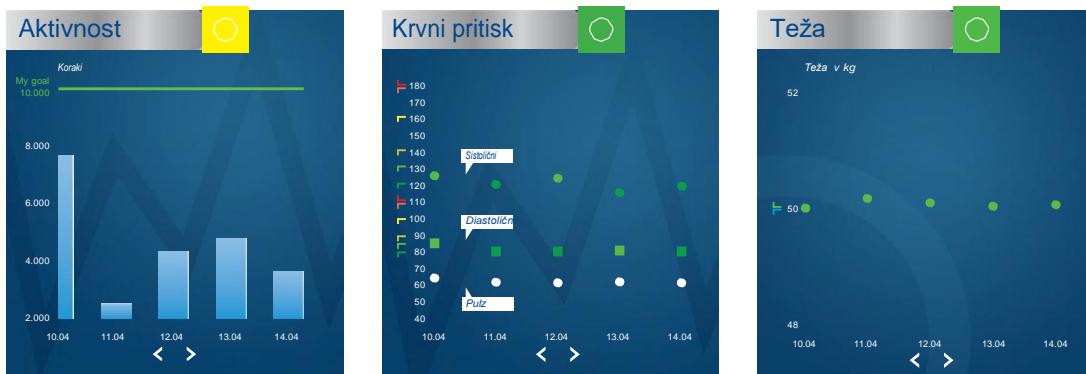 Aktivnost
Koraki
My goal
10.000
8.000
6.000
4.000
2.000
10.04 11.04 12.04 13.04 14.04
Krvni pritisk
180
170
160
150
140
130
120
110
100
90
80
70
60
50
40
Sistolični
Diastoličn
Pulz
10.04 11.04 12.04 13.04 14.04
Teža
Teža v kg
52
50
48
10.04 11.04 12.04 13.04 14.04